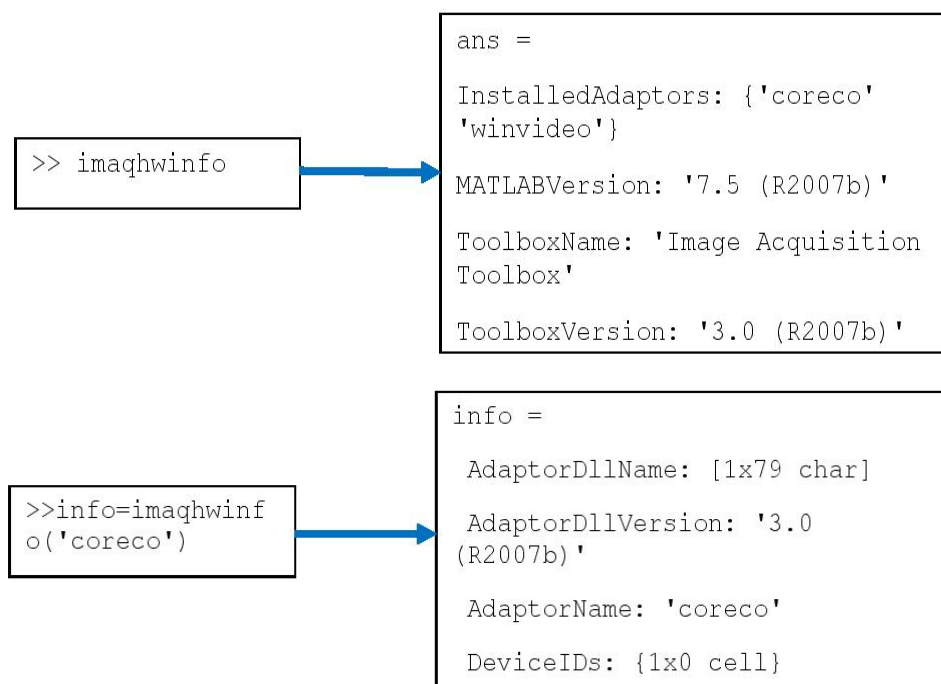 >> imaqhwinfo
ans =
InstalledAdaptors: {'coreco'
'winvideo'}
MATLABVersion: '7.5 (R2007b)'
ToolboxName: 'Image Acquisition
Toolbox'
ToolboxVersion: '3.0 (R2007b)'
>>info=imaqhwinf
o('coreco')
info =
AdaptorDllName: [1x79 char]
AdaptorDllVersion: '3.0
(R2007b)'
AdaptorName: 'coreco'
DeviceIDs: {1x0 cell}